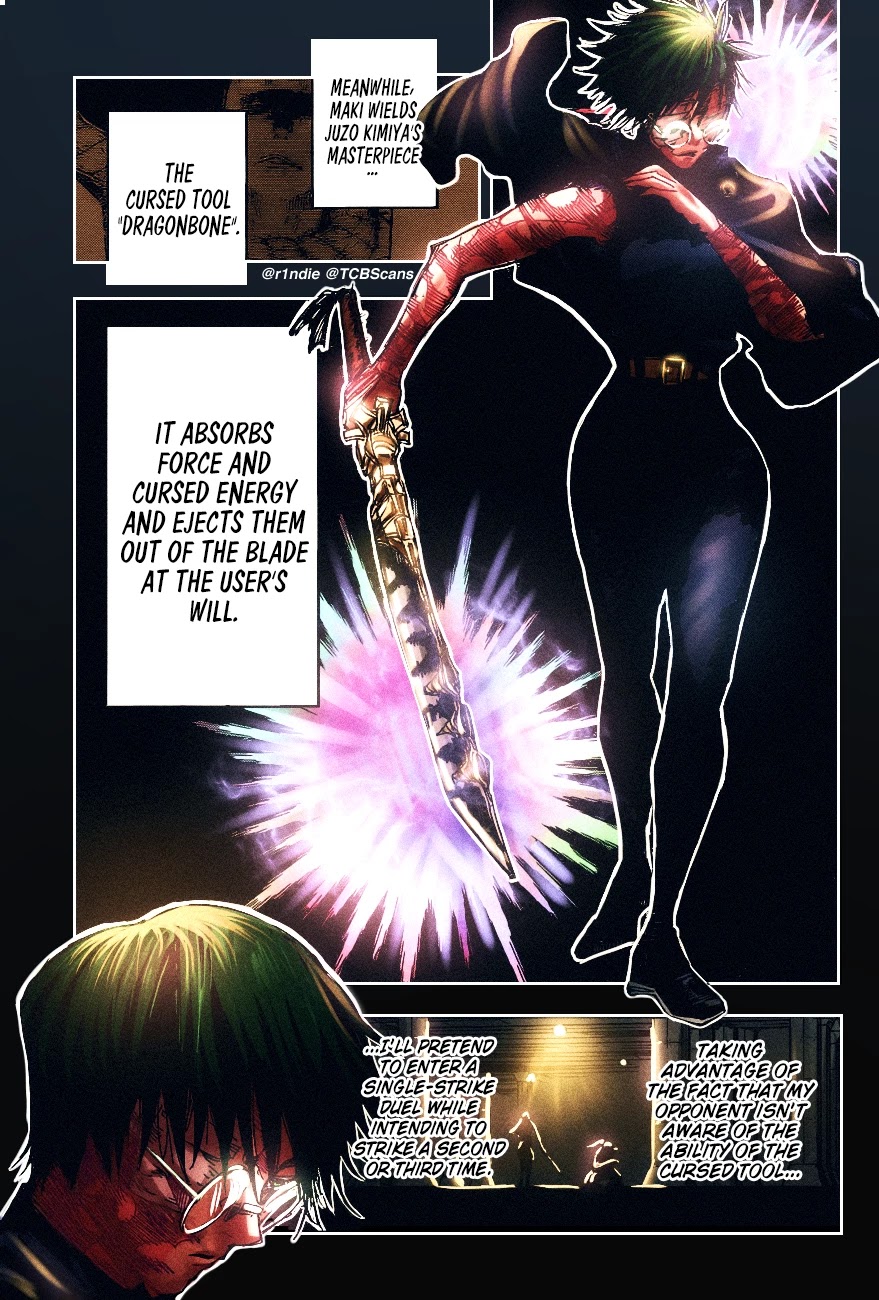 MEANWHILE,
MAKI WIELDS
JUZO KIMIYA'S
MASTERPIECE
...
THE
CURSED TOOL
"DRAGONBONE".
@r1ndie @TCBScans
IT ABSORBS
FORCE AND
CURSED ENERGY
AND EJECTS THEM
OUT OF THE BLADE
AT THE USER'S
WILL.
TAKING
ADVANTAGE OF
THE FACT THAT MY
OPPONENT ISN'T
AWARE OF THE
ABILITY OF THE
CURSED TOOL...
...I'LL PRETEND
TO ENTER A
SINGLE-STRIKE
DUEL WHILE
INTENDING TO
STRIKE A SECOND
OR THIRD TIME.